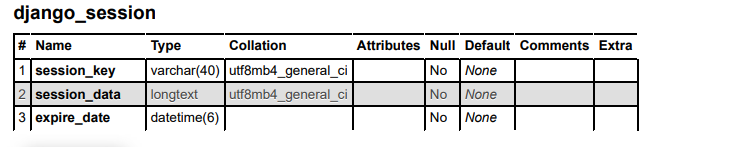 django_session
# Name Type Collation Attributes Null Default Comments Extra
1 session_key varchar(40) utf8mb4_general_ci No None
2 session_data longtext utf8mb4_general_ci No None
3 expire_date datetime(6) No None